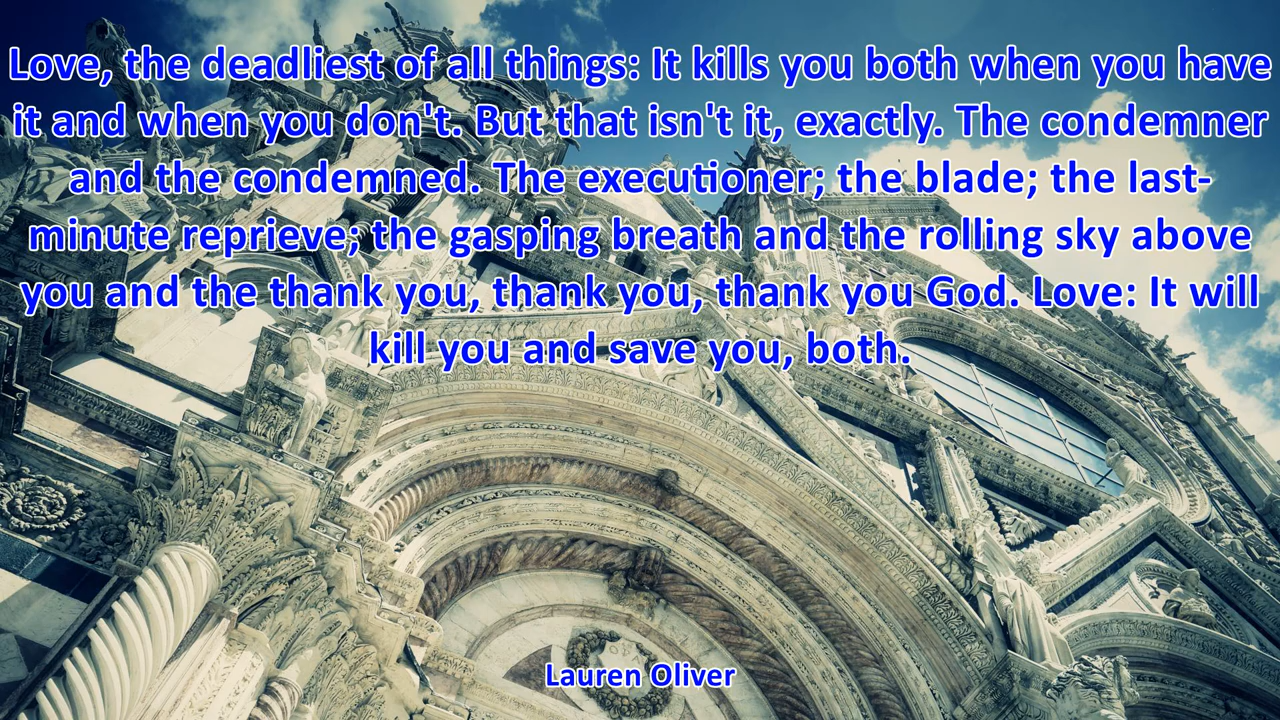 Love, the deadliest of all things: It kills you both when you have
it and when you don't. But that isn't it, exactly. The condemner
and the condemned. The executioner; the blade; the last-
minute reprieve; the gasping breath and the rolling sky above
you and the thank you, thank you, thank you God. Love: It will
kill you and save you, both.
Lauren Oliver